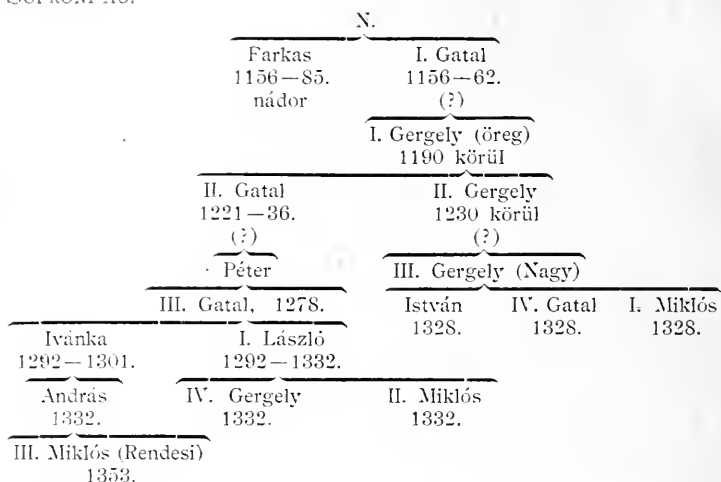 N.
Farkas I. Gatal
1156—85. 1156—62.
nádor (?)
I. Gergely (öreg)
1190 körül
II. Gatal II. Gergely
1221—36. 1230 körül
(?) (?)
Péter III. Gergely (Nagy)
III. Gatal, 1278. István IV. Gatal I. Miklós
1328. 1328. 1328.
Ivánka I. László
1292—1301. 1292—1332.
András IV. Gergely II. Miklós
1332. 1332. 1332.
III. Miklós (Rendesi)
1353.